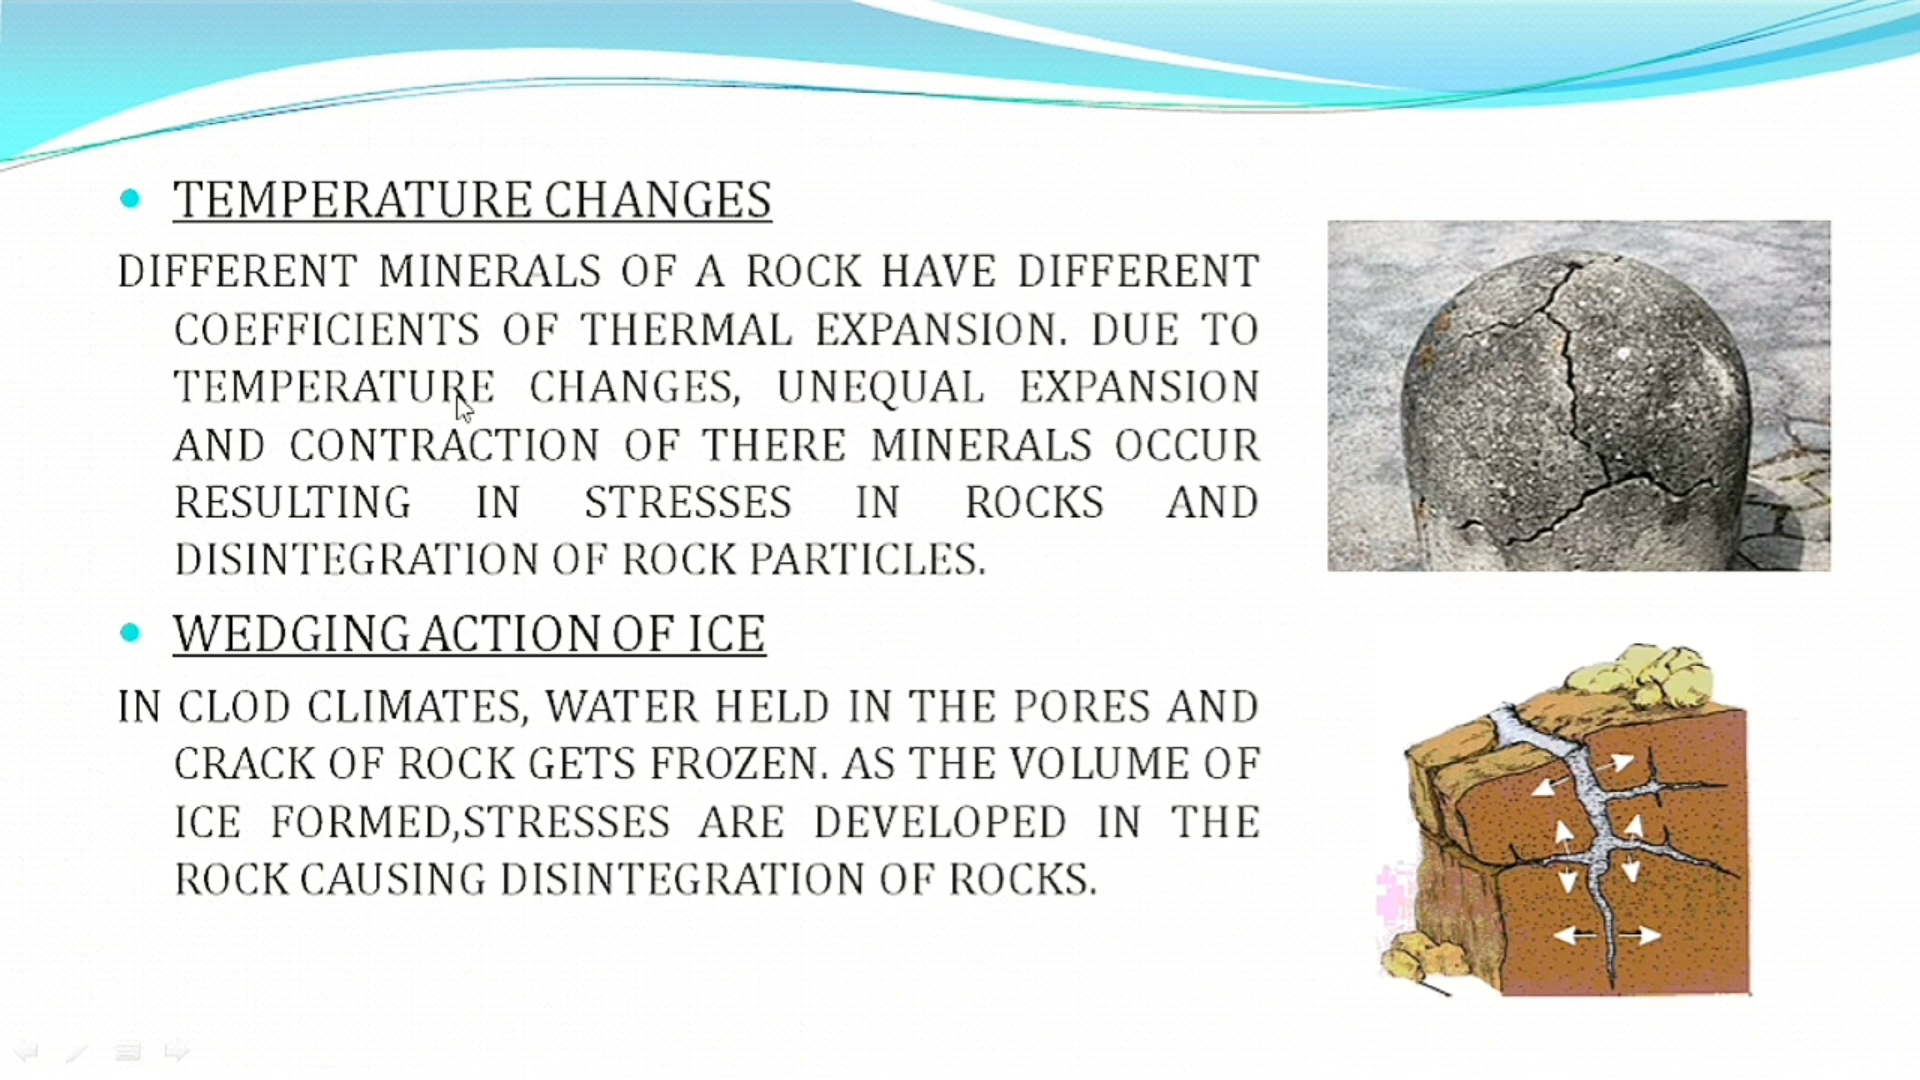 TEMPERATURE CHANGES
DIFFERENT MINERALS OF A ROCK HAVE DIFFERENT
COEFFICIENTS OF THERMAL EXPANSION. DUE TO
TEMPERATURE CHANGES, UNEQUAL EXPANSION
AND CONTRACTION OF THERE MINERALS OCCUR
RESULTING IN STRESSES IN ROCKS AND
DISINTEGRATION OF ROCK PARTICLES.
WEDGING ACTION OF ICE
IN CLOD CLIMATES, WATER HELD IN THE PORES AND
CRACK OF ROCK GETS FROZEN. AS THE VOLUME OF
ICE FORMED,STRESSES ARE DEVELOPED IN THE
ROCK CAUSING DISINTEGRATION OF ROCKS.